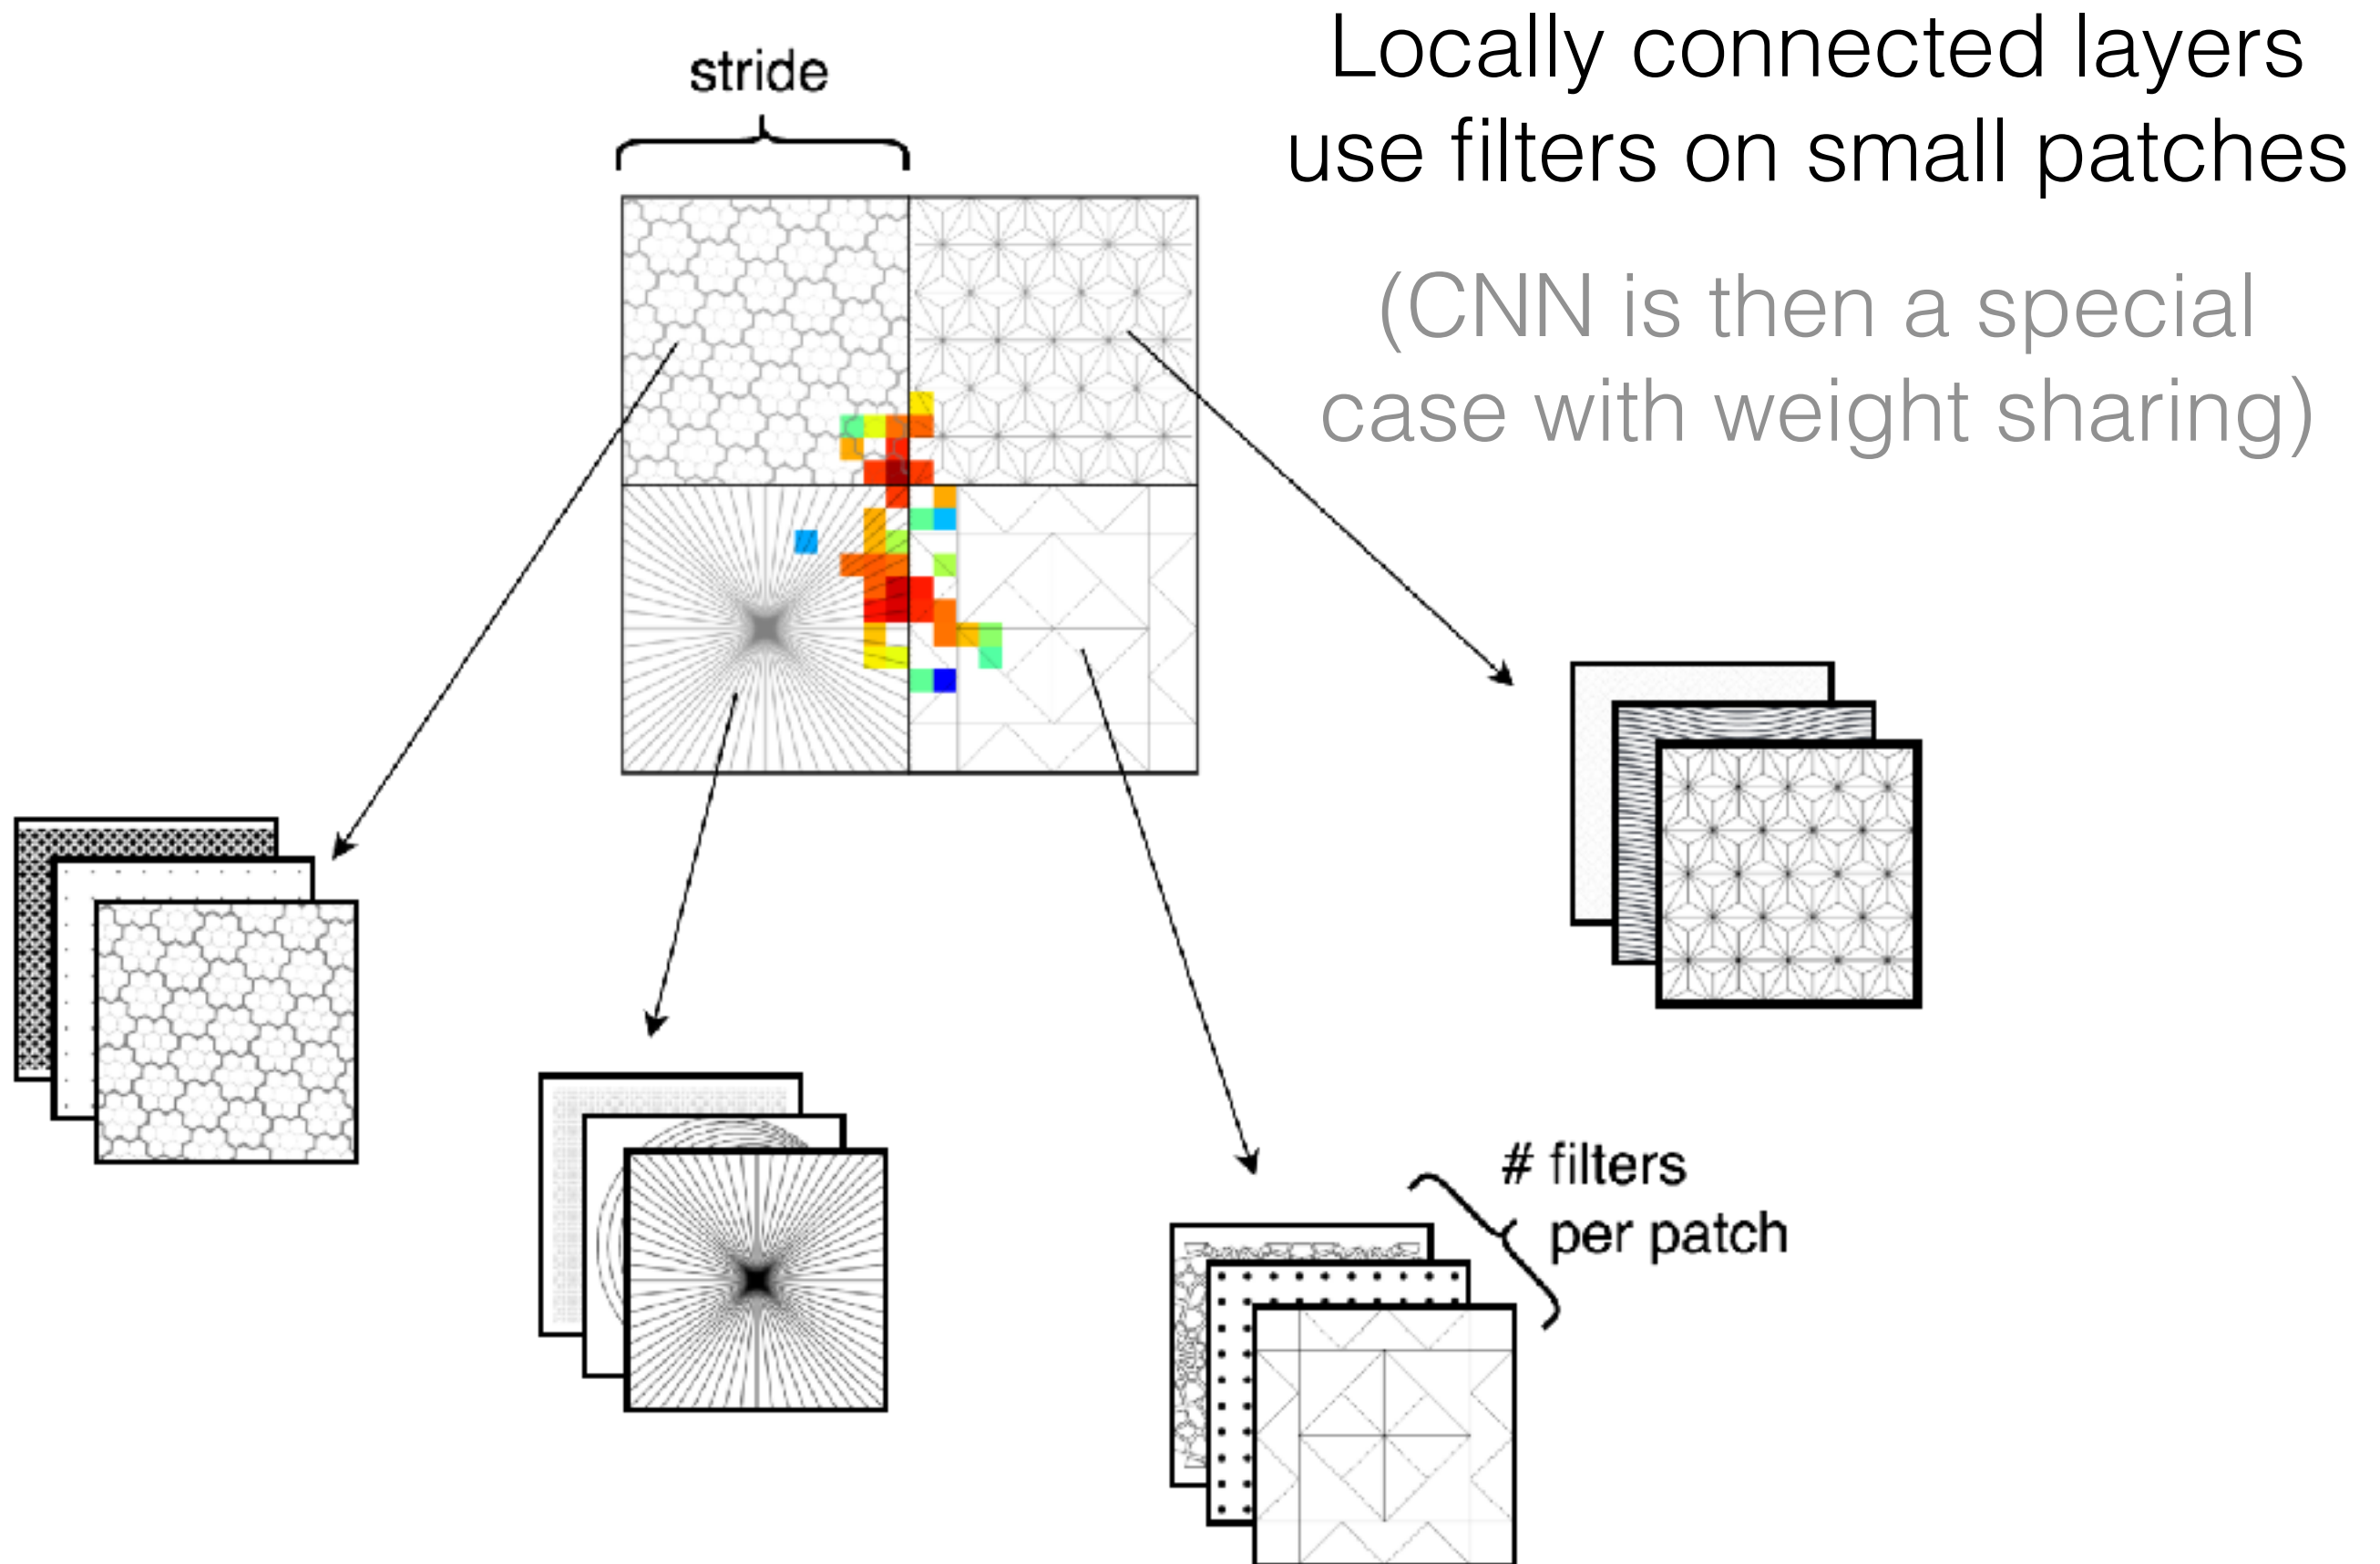 stride
Locally connected layers
use filters on small patches
(CNN is then a special
case with weight sharing)
# filters
per patch